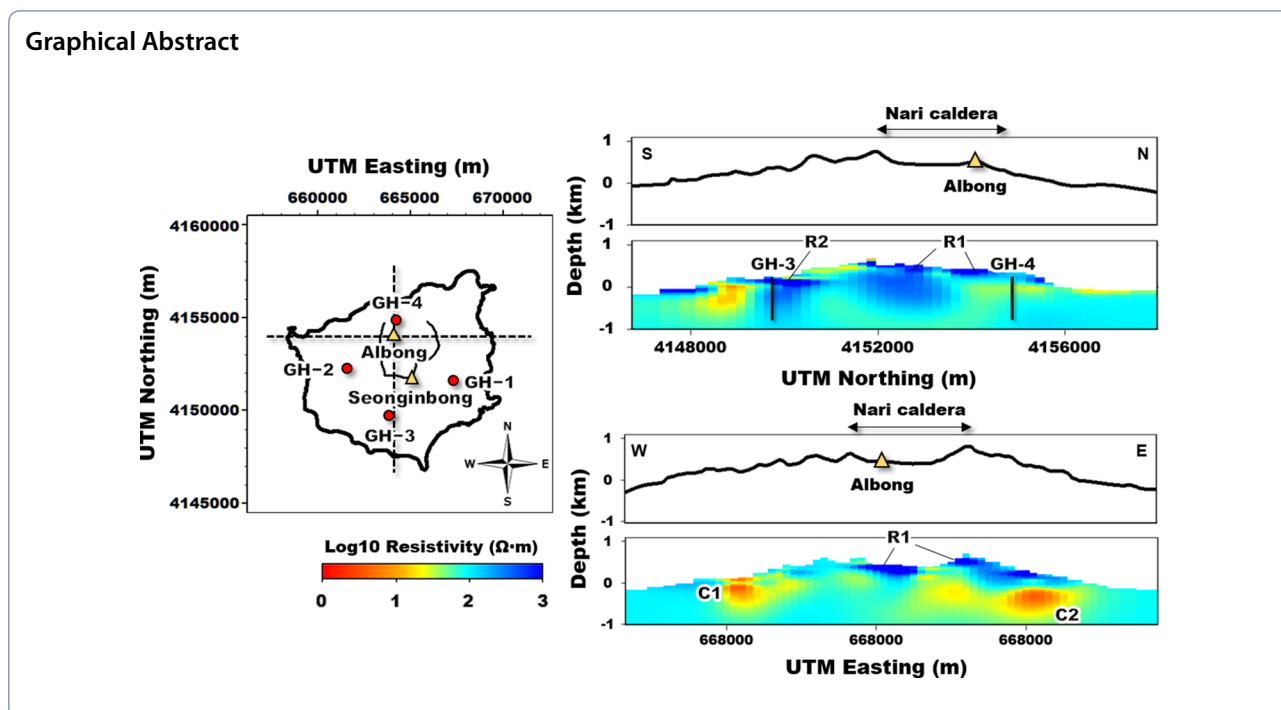 Graphical Abstract
UTM Easting (m)
660000 665000 670000
UTM Northing (m)
4160000
4155000
4150000
4145000
GH-4
Albong
GH-2
GH-1
Seonginbong
GH-3
N
W E
S
Log10 Resistivity (Ω·m)
0 1 2 3
Nari caldera
Depth (km)
1
0
-1
S N
Albong
1
0
-1
R2 R1
GH-3 GH-4
4148000 4152000 4156000
UTM Northing (m)
Nari caldera
Depth (km)
1
0
-1
W E
Albong
1
0
-1
R1
C1
C2
668000 668000 668000
UTM Easting (m)